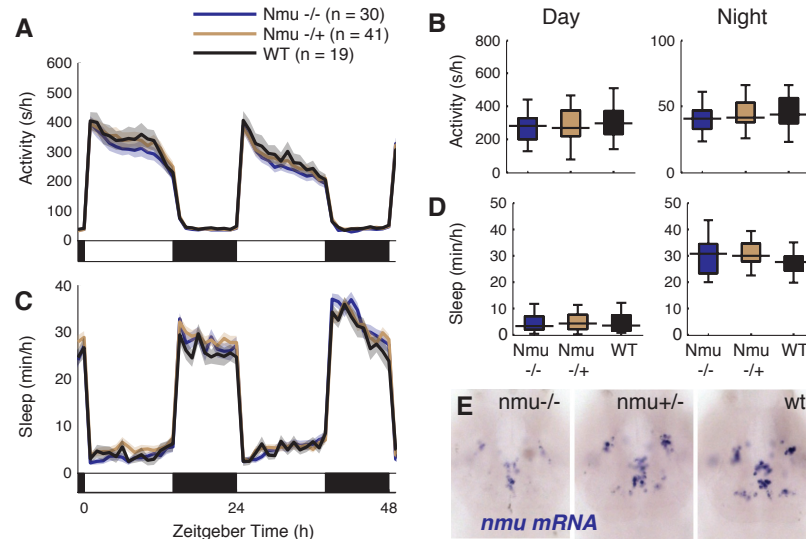 A
Nmu -/- (n = 30)
Nmu -/+ (n = 41)
WT (n = 19)
600
500
400
300
200
100
0
Activity (s/h)
C
40
30
20
10
0
Sleep (min/h)
0
24
48
Zeitgeber Time (h)
B
Day
Night
800
600
400
200
0
Activity (s/h)
100
50
0
D
50
40
30
20
10
0
Sleep (min/h)
Nmu -/-
Nmu -/+
WT
50
40
30
20
10
0
Nmu -/-
Nmu -/+
WT
E
nmu-/-
nmu+/-
wt
nmu mRNA